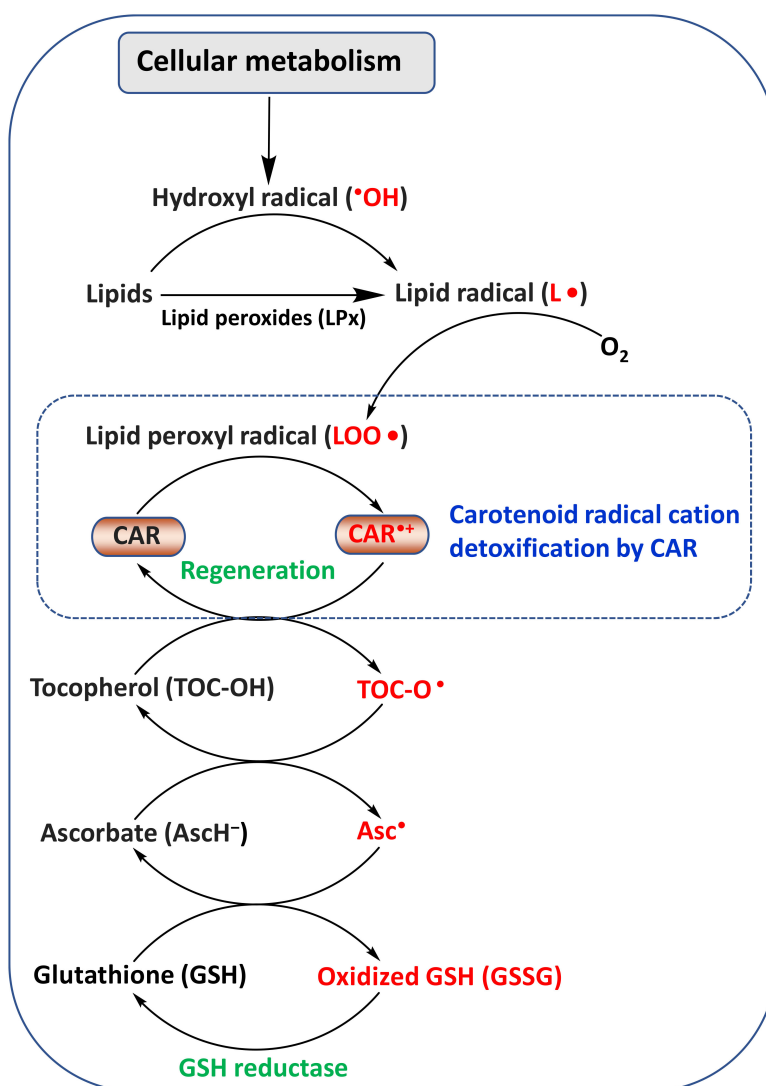 Cellular metabolism
Hydroxyl radical (•OH)
Lipids
Lipid radical (L•)
Lipid peroxides (LPx)
O₂
Lipid peroxyl radical (LOO•)
CAR
CAR•⁺
Carotenoid radical cation
detoxification by CAR
Regeneration
Tocopherol (TOC-OH)
TOC-O•
Ascorbate (AscH⁻)
Asc•
Glutathione (GSH)
Oxidized GSH (GSSG)
GSH reductase